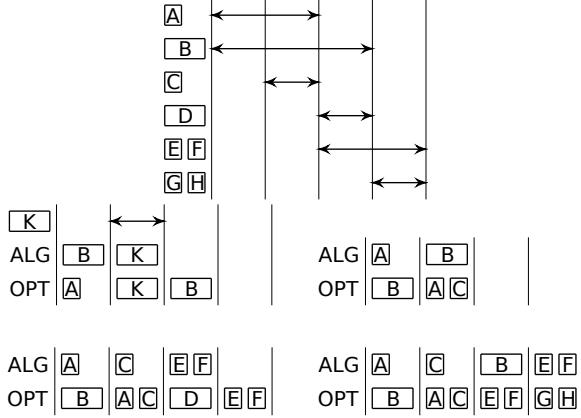 A
B
C
D
E F
G H
K
ALG B K
OPT A K B
ALG A B
OPT B A C
ALG A C E F
OPT B A C D E F
ALG A C B E F
OPT B A C E F G H